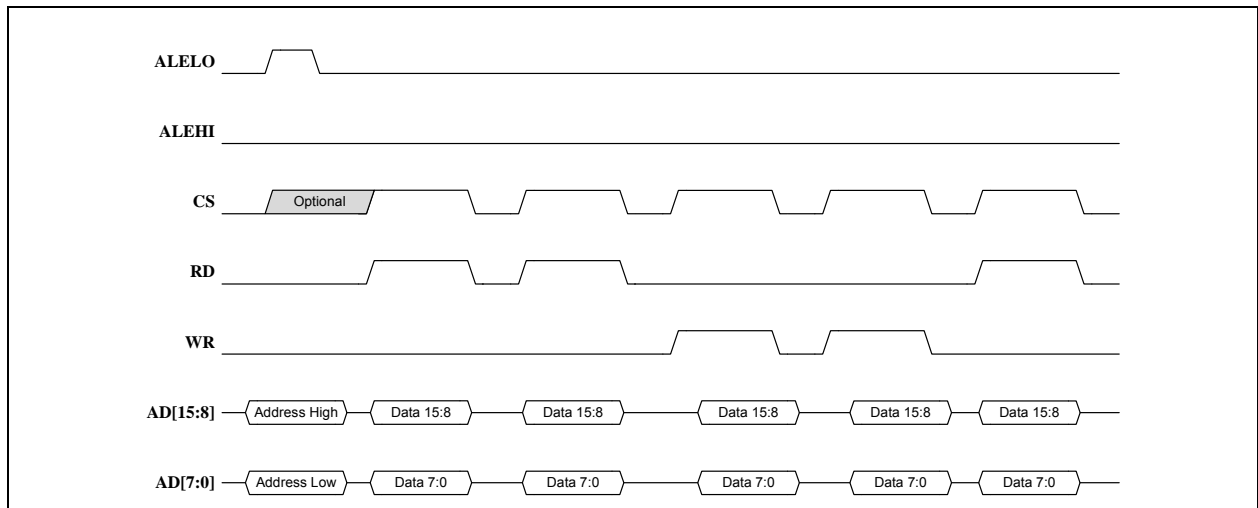 ALELO
ALEHI
CS Optional
RD
WR
AD[15:8] Address High Data 15:8 Data 15:8 Data 15:8 Data 15:8 Data 15:8
AD[7:0] Address Low Data 7:0 Data 7:0 Data 7:0 Data 7:0 Data 7:0